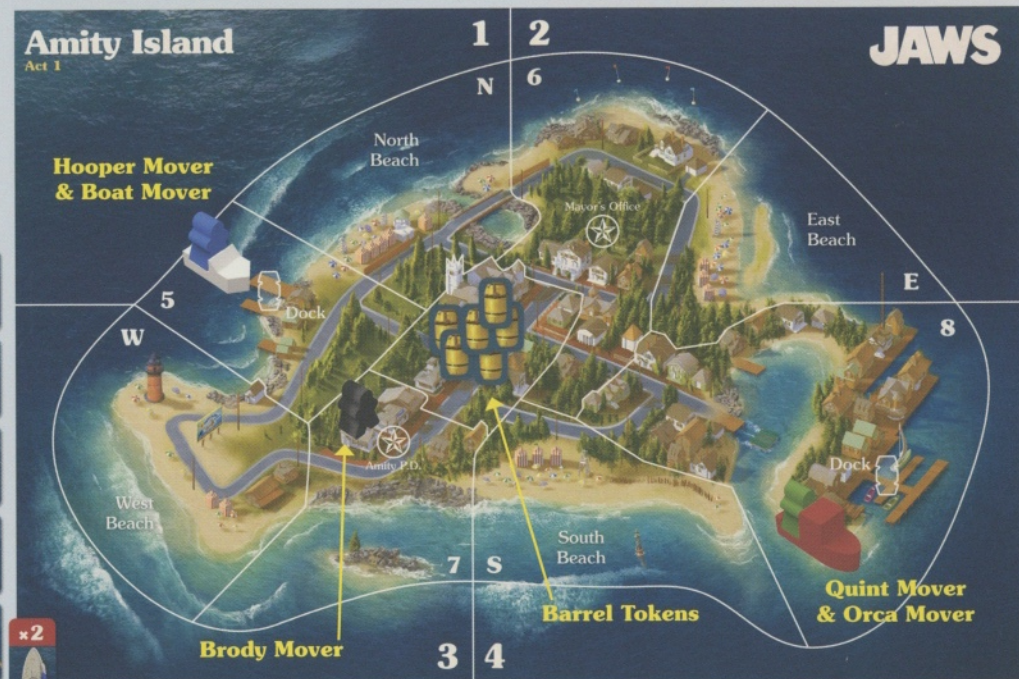 Amity Island
Act 1
1
2
JAWS
N
6
North
Beach
Hooper Mover
& Boat Mover
Mayor's Office
East
Beach
E
5
W
Dock
8
Amity P.D.
Dock
West
Beach
South
Beach
7
S
Quint Mover
& Orca Mover
Barrel Tokens
Brody Mover
3
4
×2